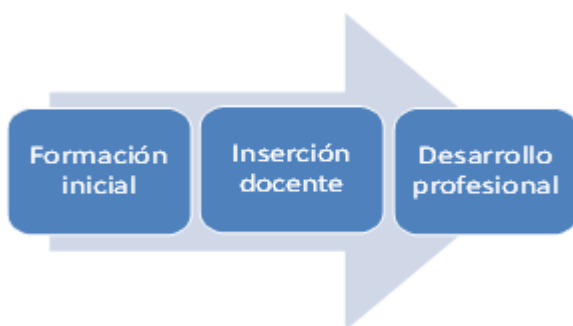 Formación
inicial
Inserción
docente
Desarrollo
profesional